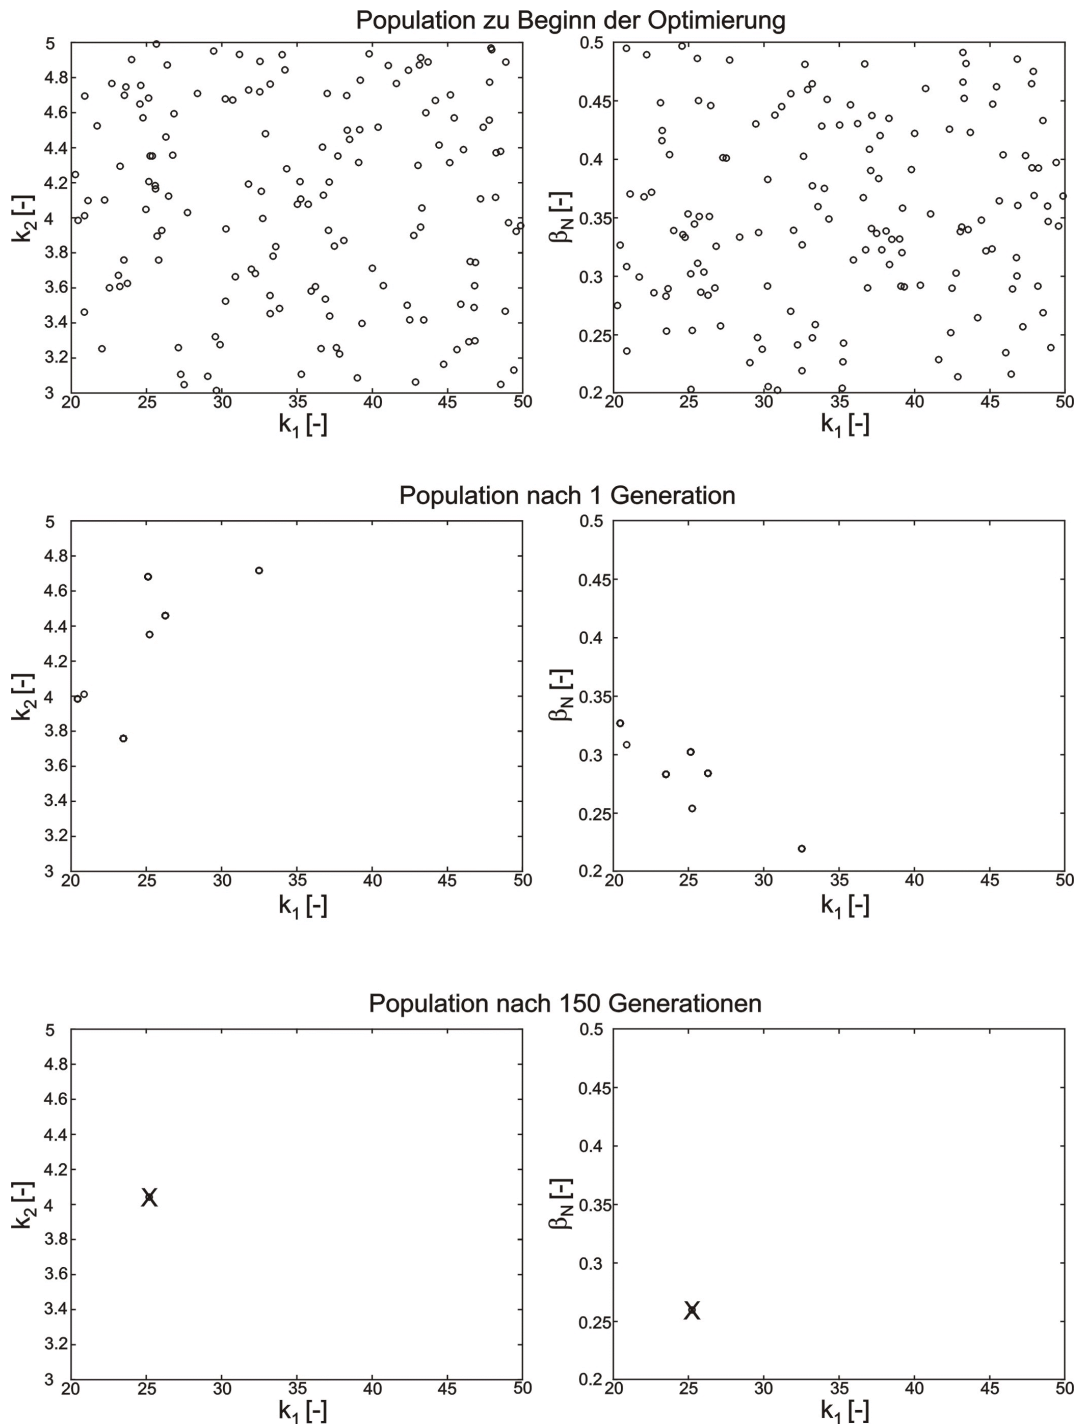 Population zu Beginn der Optimierung
5
4.8
4.6
4.4
4.2
4
3.8
3.6
3.4
3.2
3
k2 [-]
20 25 30 35 40 45 50
k1 [-]
0.5
0.45
0.4
0.35
0.3
0.25
0.2
βN [-]
20 25 30 35 40 45 50
k1 [-]
Population nach 1 Generation
5
4.8
4.6
4.4
4.2
4
3.8
3.6
3.4
3.2
3
k2 [-]
20 25 30 35 40 45 50
k1 [-]
0.5
0.45
0.4
0.35
0.3
0.25
0.2
βN [-]
20 25 30 35 40 45 50
k1 [-]
Population nach 150 Generationen
5
4.8
4.6
4.4
4.2
4
3.8
3.6
3.4
3.2
3
k2 [-]
20 25 30 35 40 45 50
k1 [-]
0.5
0.45
0.4
0.35
0.3
0.25
0.2
βN [-]
20 25 30 35 40 45 50
k1 [-]